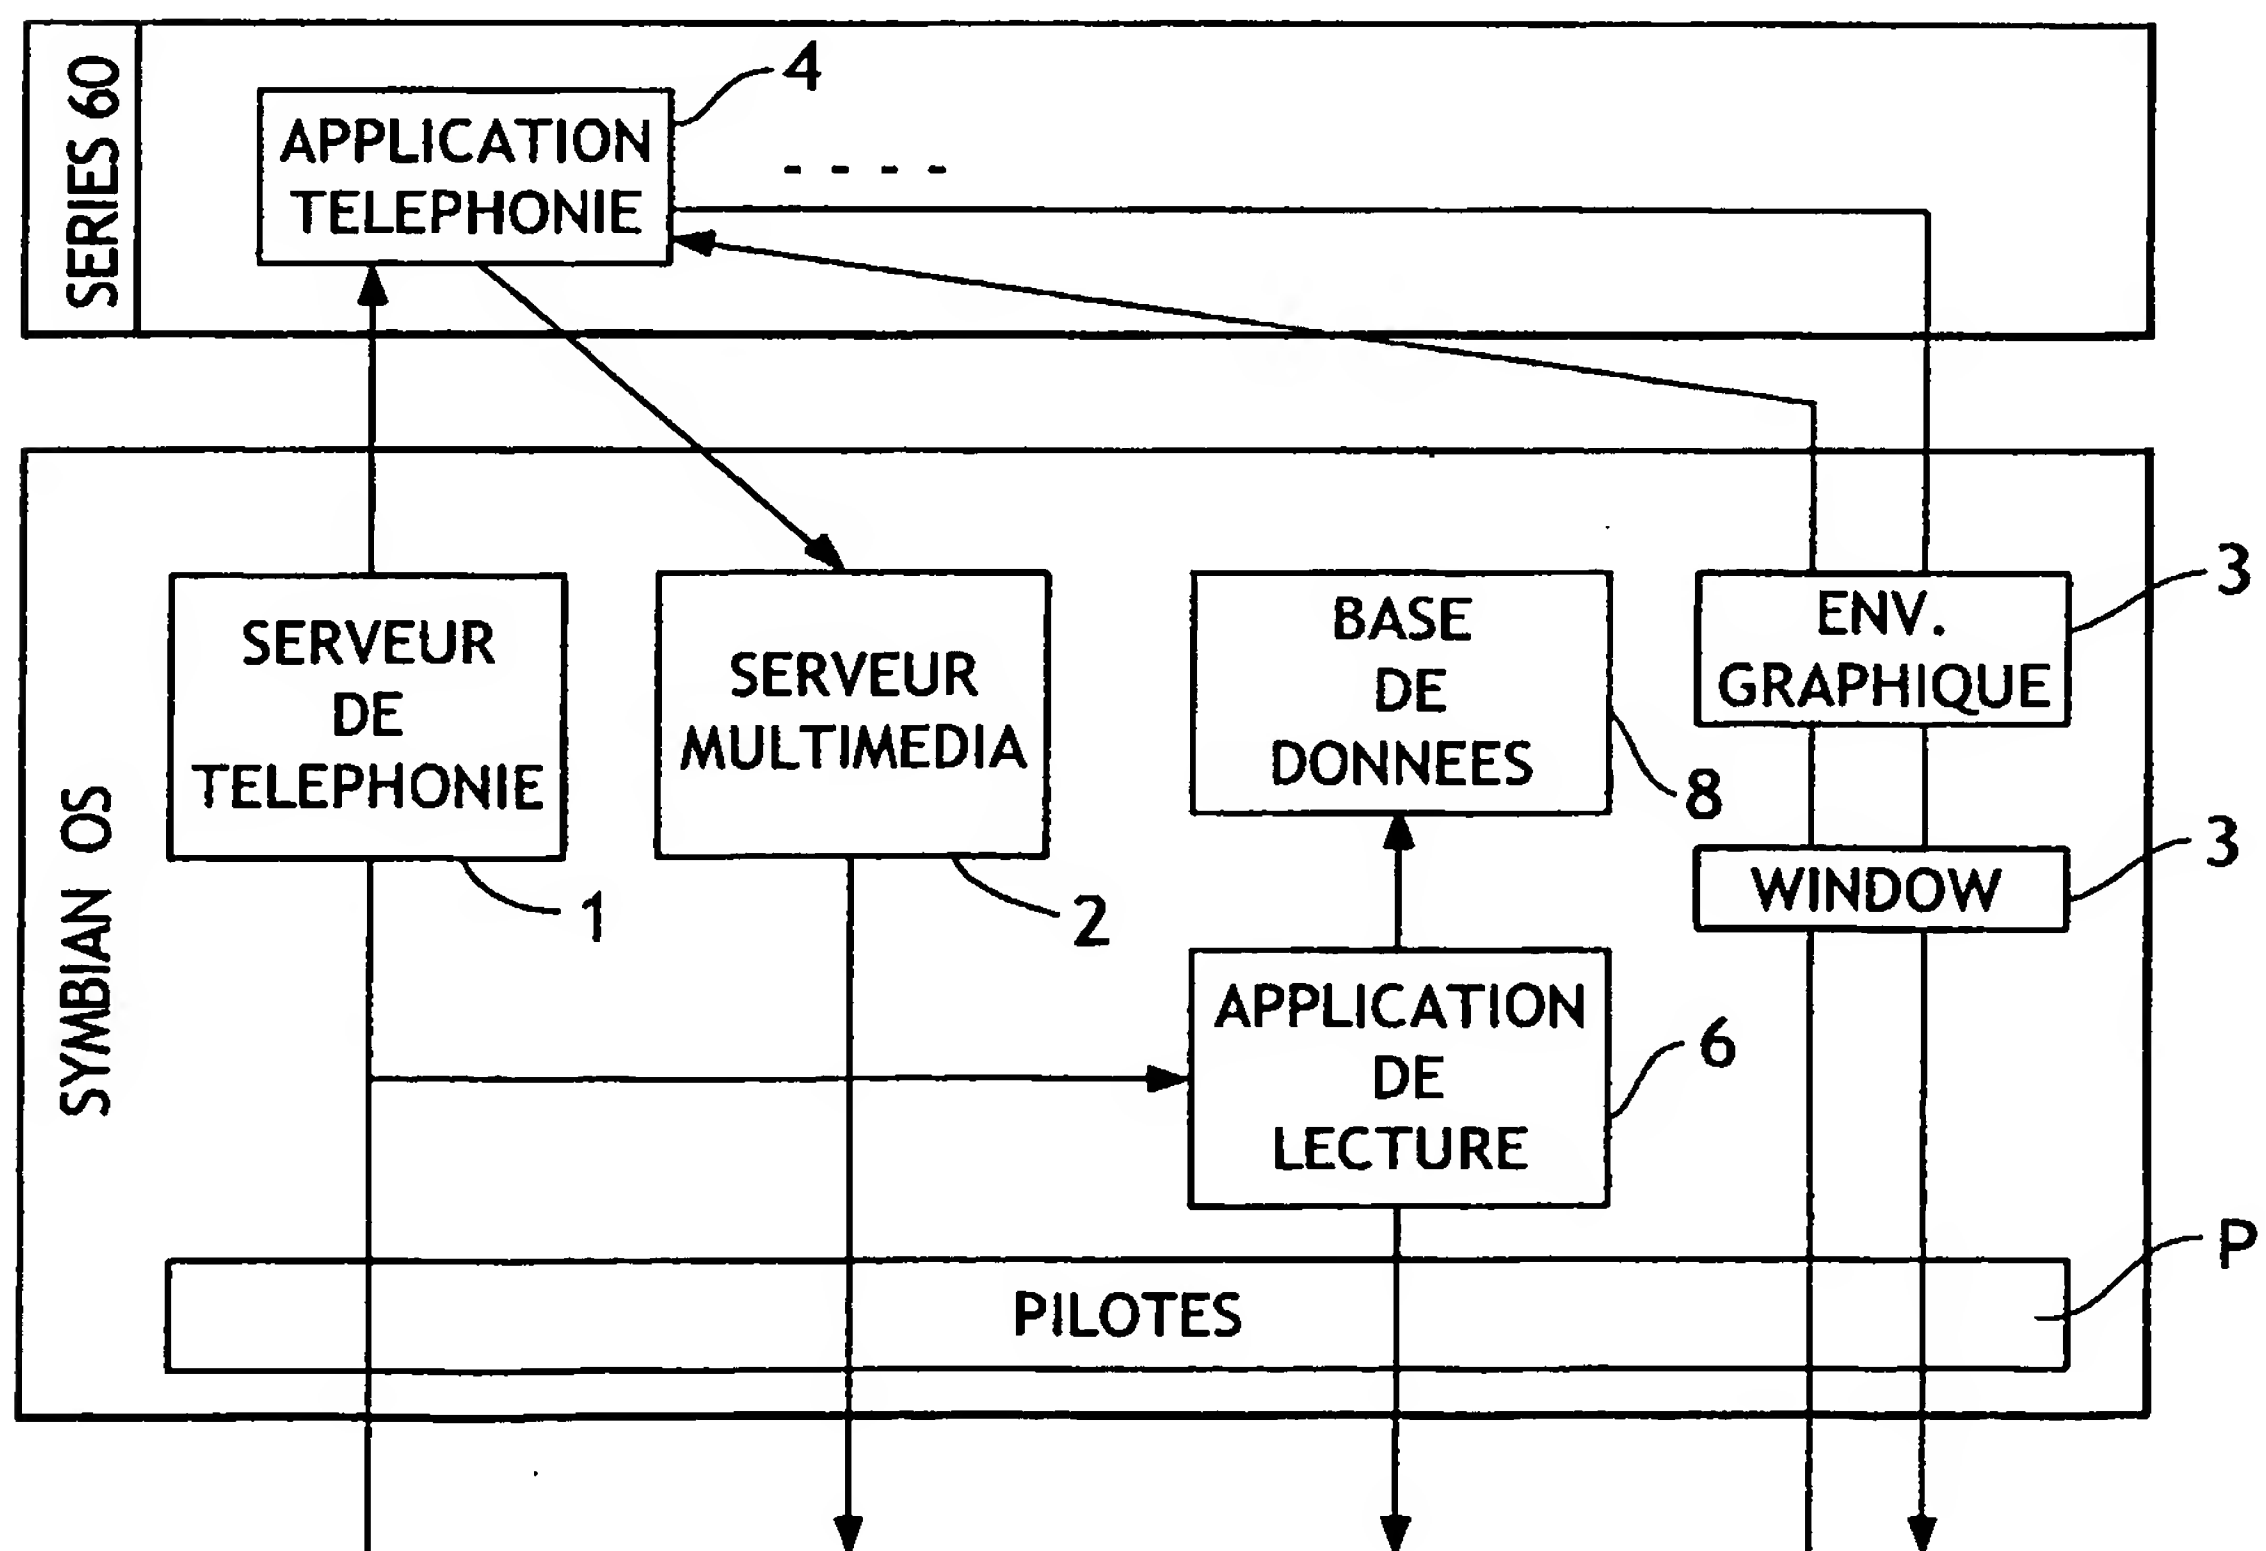 SERIES 60
4
APPLICATION
TELEPHONIE
- - - -
SYMBIAN OS
SERVEUR
DE
TELEPHONIE
1
SERVEUR
MULTIMEDIA
2
BASE
DE
DONNEES
8
ENV.
GRAPHIQUE
3
WINDOW
3
APPLICATION
DE
LECTURE
6
PILOTES
P